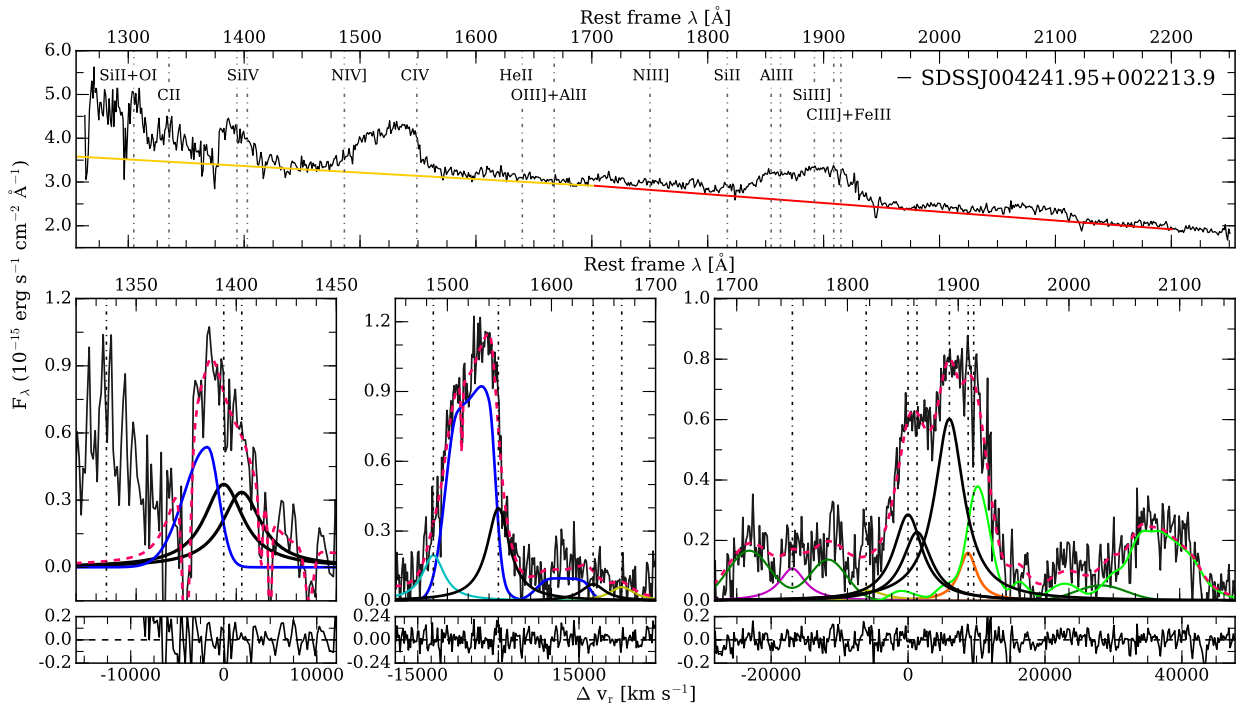 Rest frame λ [Å]
1300 1400 1500 1600 1700 1800 1900 2000 2100 2200
6.0
5.0
4.0
3.0
2.0
SiII+OI
CII
SiIV
NIV]
CIV
HeII
OIII]+AlII
NIII]
SiII
AlIII
SiIII]
CIII]+FeIII
— SDSSJ004241.95+002213.9
F_λ (10⁻¹⁵ erg s⁻¹ cm⁻² Å⁻¹)
Rest frame λ [Å]
1350 1400 1450
1500 1600 1700
1700 1800 1900 2000 2100
1.2
0.9
0.6
0.3
0.0
1.2
0.9
0.6
0.3
0.0
1.0
0.8
0.6
0.4
0.2
0.0
0.2
0.0
-0.2
0.24
0.00
-0.24
0.2
0.0
-0.2
-10000 0 10000
-15000 0 15000
-20000 0 20000 40000
Δ v_r [km s⁻¹]